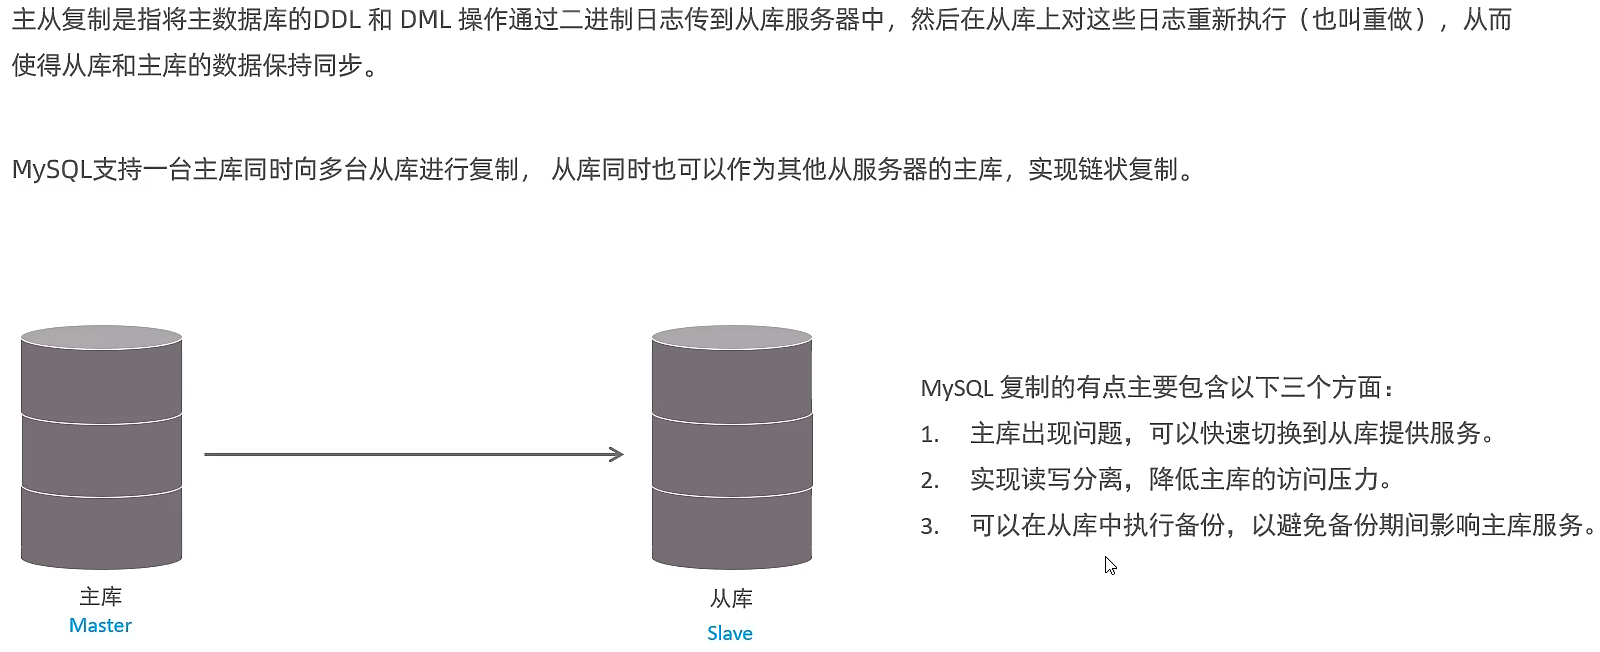 主从复制是指将主数据库的DDL 和 DML 操作通过二进制日志传到从库服务器中，然后在从库上对这些日志重新执行（也叫重做），从而
使得从库和主库的数据保持同步。
MySQL支持一台主库同时向多台从库进行复制， 从库同时也可以作为其他从服务器的主库，实现链状复制。
MySQL 复制的有点主要包含以下三个方面：
1. 主库出现问题，可以快速切换到从库提供服务。
2. 实现读写分离，降低主库的访问压力。
3. 可以在从库中执行备份，以避免备份期间影响主库服务。
主库
Master
从库
Slave